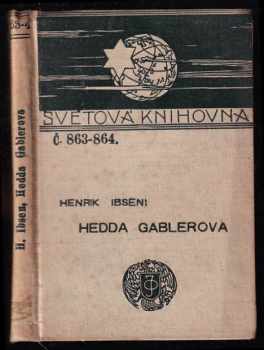 H. Ibsen, Hedda Gablerova
SVĚTOVÁ KNIHOVNA
Č. 863-864.
HENRIK IBSEN:
HEDDA GABLEROVA